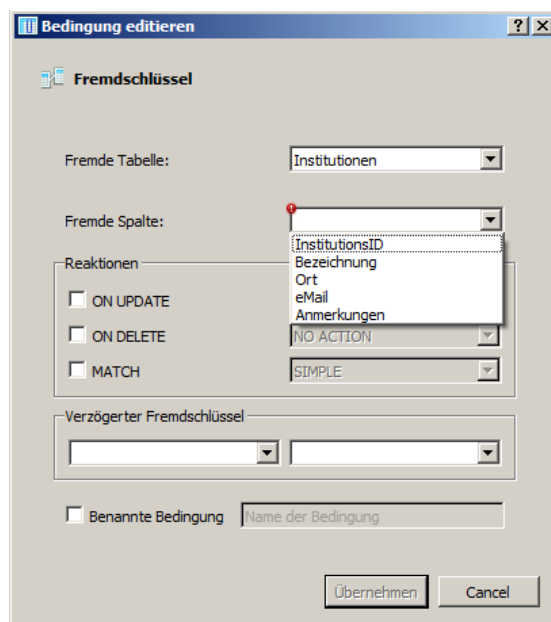 Bedingung editieren
Fremdschlüssel
Fremde Tabelle: Institutionen
Fremde Spalte:
InstitutionsID
Bezeichnung
Ort
eMail
Anmerkungen
Reaktionen
ON UPDATE
ON DELETE NO ACTION
MATCH SIMPLE
Verzögerter Fremdschlüssel
Benannte Bedingung Name der Bedingung
Übernehmen Cancel